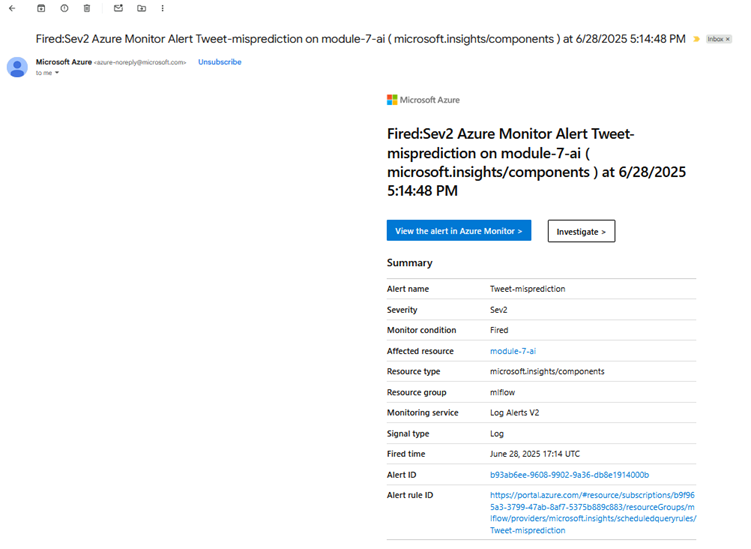 Fired:Sev2 Azure Monitor Alert Tweet-misprediction on module-7-ai ( microsoft.insights/components ) at 6/28/2025 5:14:48 PM
Inbox ×
Microsoft Azure <azure-noreply@microsoft.com> Unsubscribe
to me
Microsoft Azure
Fired:Sev2 Azure Monitor Alert Tweet-
misprediction on module-7-ai (
microsoft.insights/components ) at 6/28/2025
5:14:48 PM
View the alert in Azure Monitor >
Investigate >
Summary
Alert name Tweet-misprediction
Severity Sev2
Monitor condition Fired
Affected resource module-7-ai
Resource type microsoft.insights/components
Resource group mlflow
Monitoring service Log Alerts V2
Signal type Log
Fired time June 28, 2025 17:14 UTC
Alert ID b93ab6ee-9608-9902-9a36-db8e1914000b
Alert rule ID https://portal.azure.com/#resource/subscriptions/b9f96
5a3-3799-47ab-8af7-5375b889c883/resourceGroups/m
lflow/providers/microsoft.insights/scheduledqueryrules/
Tweet-misprediction